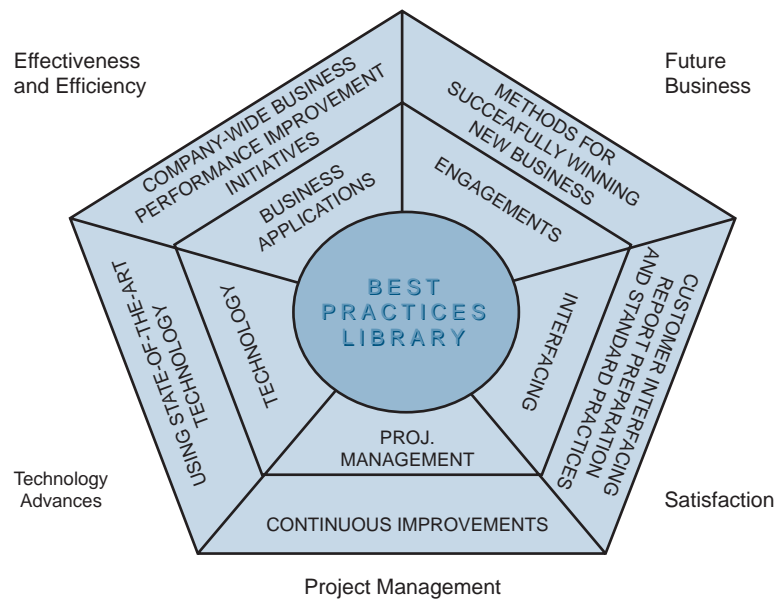 Effectiveness
and Efficiency
Future
Business
COMPANY-WIDE BUSINESS
PERFORMANCE IMPROVEMENT
INITIATIVES
METHODS FOR
SUCCEAFULLY WINNING
NEW BUSINESS
BUSINESS
APPLICATIONS
ENGAGEMENTS
BEST
PRACTICES
LIBRARY
USING STATE-OF-THE-ART
TECHNOLOGY
TECHNOLOGY
INTERFACING
CUSTOMER INTERFACING
REPORT PREPARATION
AND STANDARD PRACTICES
PROJ.
MANAGEMENT
CONTINUOUS IMPROVEMENTS
Technology
Advances
Satisfaction
Project Management